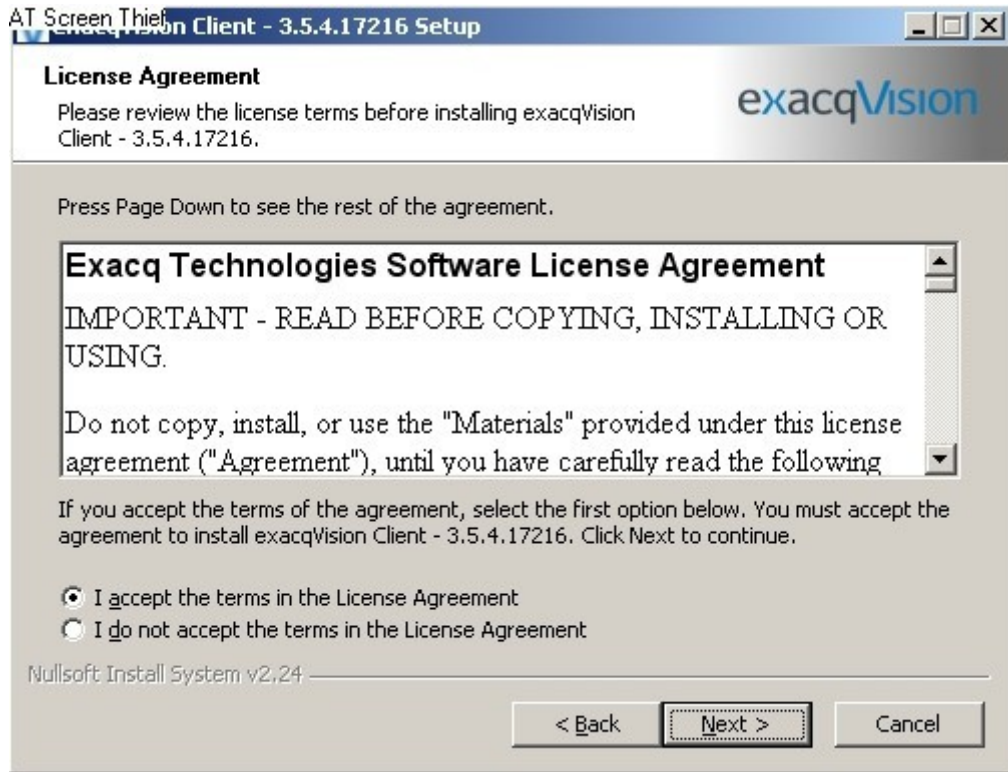 AT Screen Thief
Client - 3.5.4.17216 Setup
License Agreement
Please review the license terms before installing exacqVision
Client - 3.5.4.17216.
exacqVision
Press Page Down to see the rest of the agreement.
Exacq Technologies Software License Agreement
IMPORTANT - READ BEFORE COPYING, INSTALLING OR
USING.
Do not copy, install, or use the "Materials" provided under this license
agreement ("Agreement"), until you have carefully read the following
If you accept the terms of the agreement, select the first option below. You must accept the
agreement to install exacqVision Client - 3.5.4.17216. Click Next to continue.
I accept the terms in the License Agreement
I do not accept the terms in the License Agreement
Nullsoft Install System v2.24
< Back
Next >
Cancel